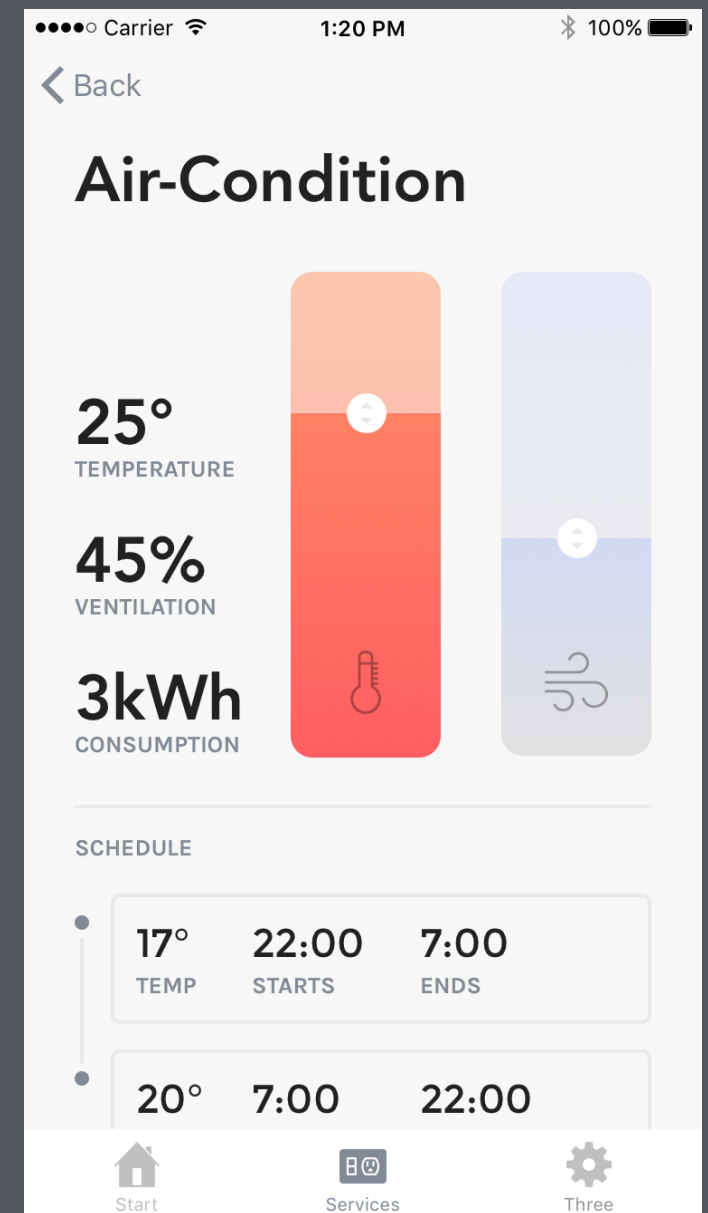 Carrier 1:20 PM 100%
Back
Air-Condition
25°
TEMPERATURE
45%
VENTILATION
3kWh
CONSUMPTION
SCHEDULE
17° 22:00 7:00
TEMP STARTS ENDS
20° 7:00 22:00
Start Services Three